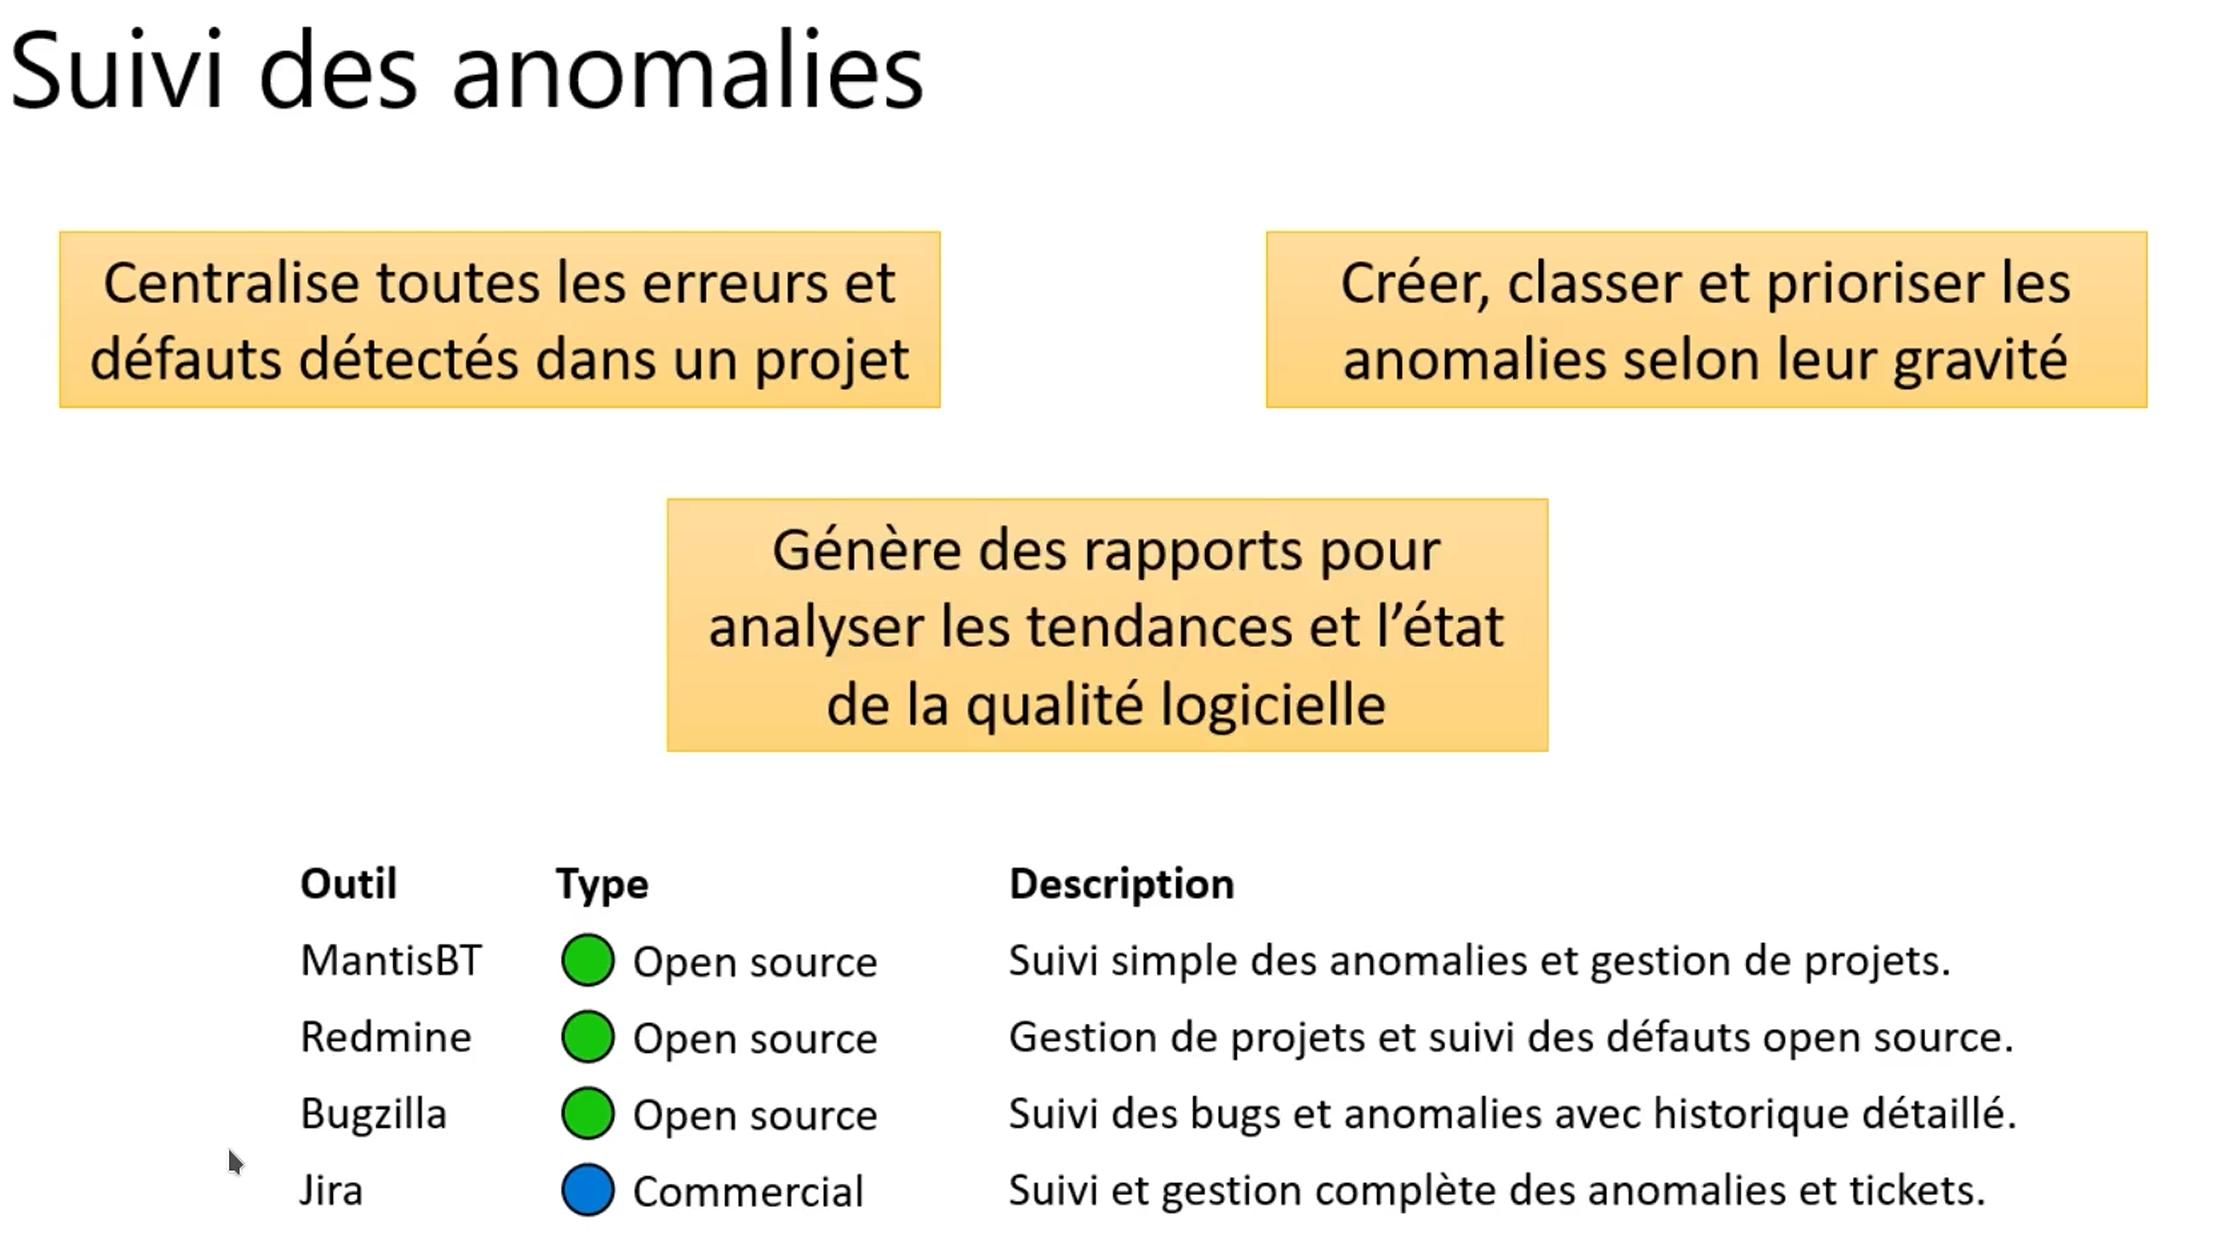 Suivi des anomalies
Centralise toutes les erreurs et
défauts détectés dans un projet
Créer, classer et prioriser les
anomalies selon leur gravité
Génère des rapports pour
analyser les tendances et l’état
de la qualité logicielle
Outil Type Description
MantisBT Open source Suivi simple des anomalies et gestion de projets.
Redmine Open source Gestion de projets et suivi des défauts open source.
Bugzilla Open source Suivi des bugs et anomalies avec historique détaillé.
Jira Commercial Suivi et gestion complète des anomalies et tickets.